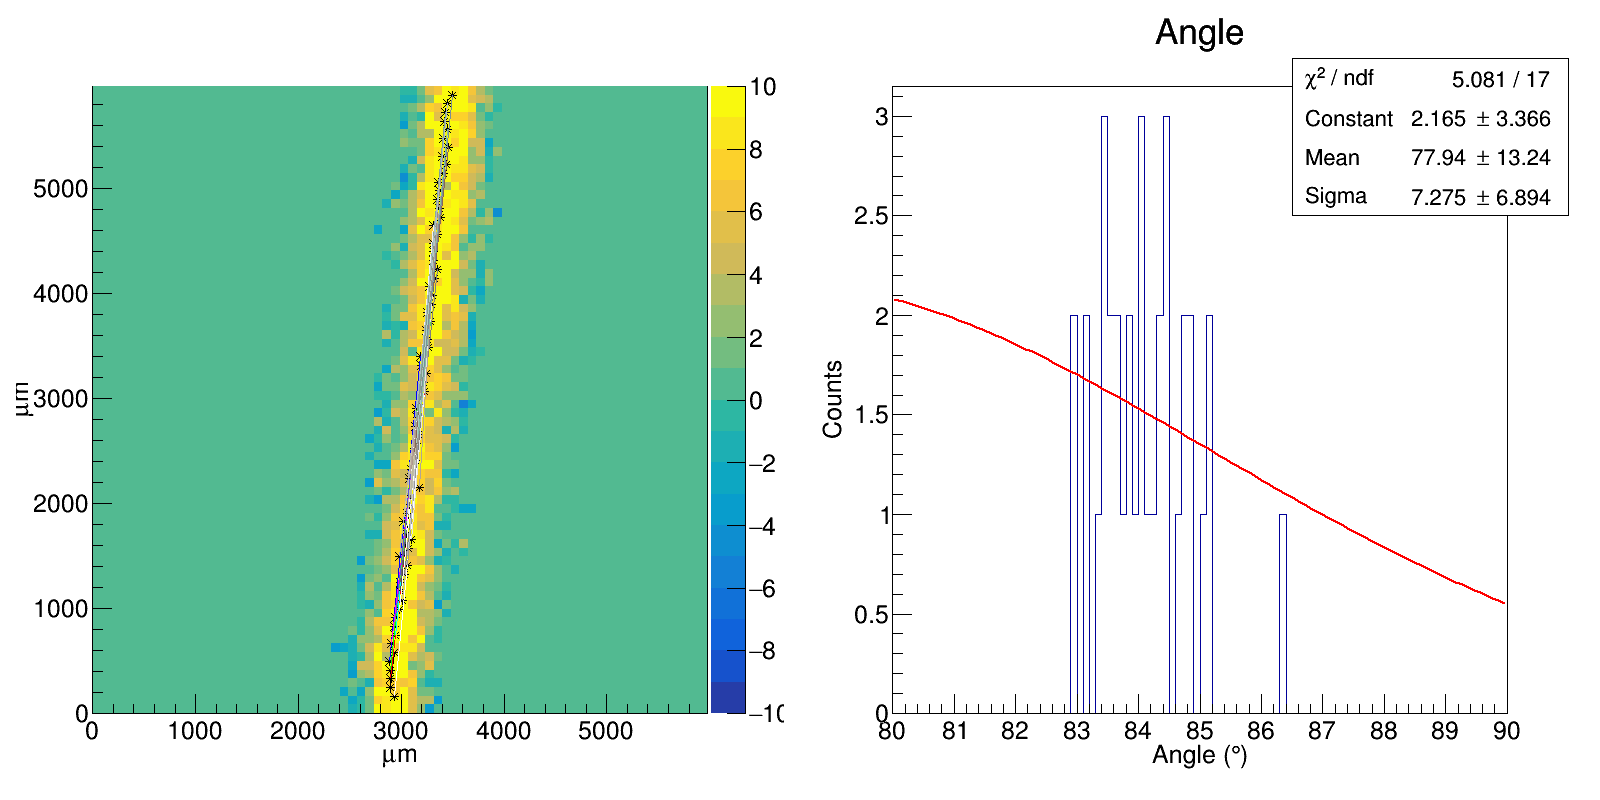 Angle
χ² / ndf 5.081 / 17
Constant 2.165 ± 3.366
Mean 77.94 ± 13.24
Sigma 7.275 ± 6.894
5000
4000
3000
2000
1000
0
μm
0 1000 2000 3000 4000 5000
μm
10
8
6
4
2
0
−2
−4
−6
−8
−10
3
2.5
2
1.5
1
0.5
0
Counts
80 81 82 83 84 85 86 87 88 89 90
Angle (°)